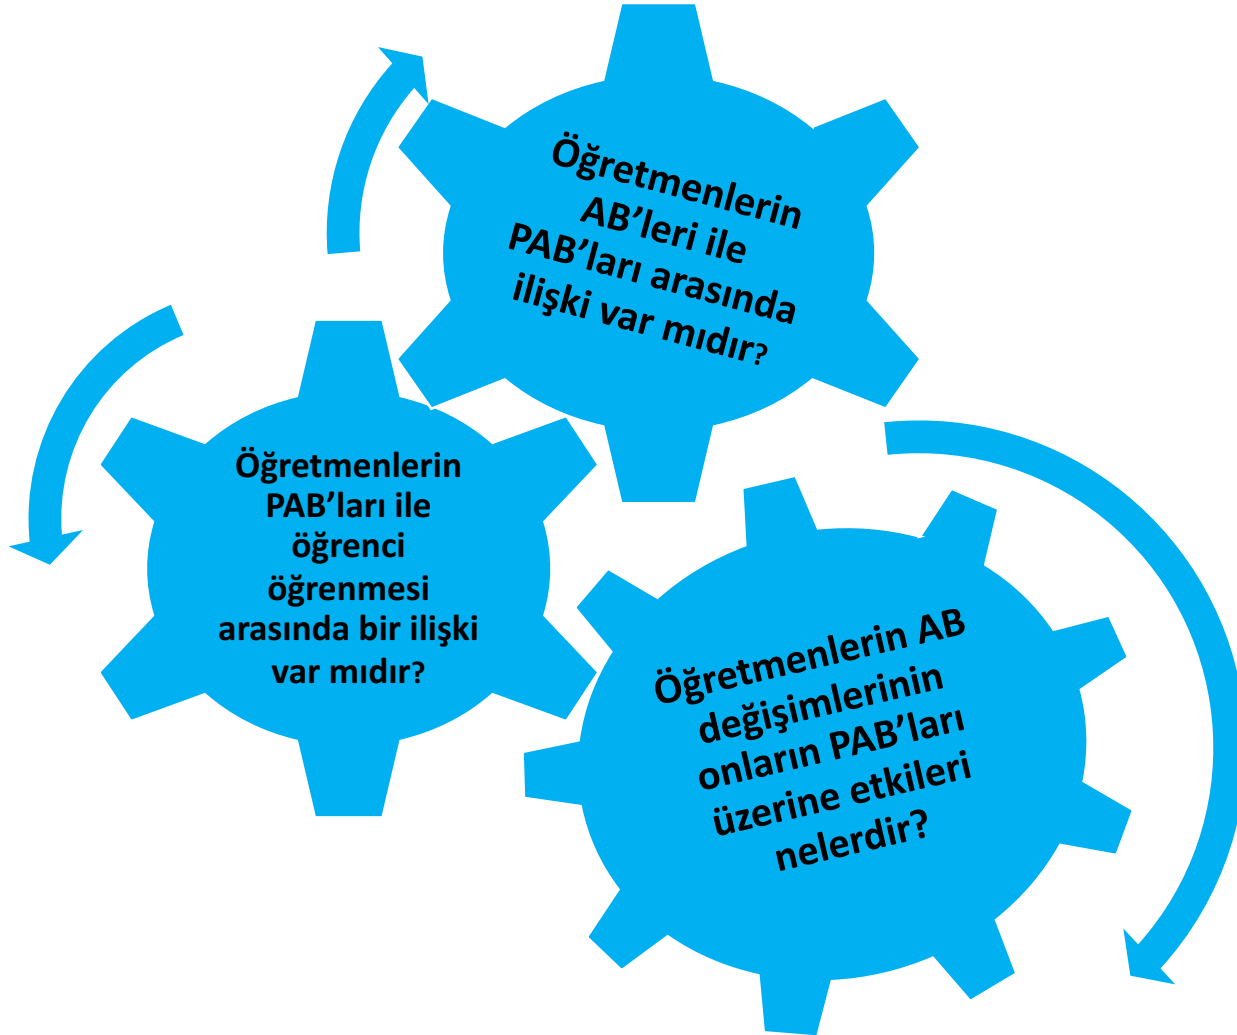 Öğretmenlerin
AB’leri ile
PAB’ları arasında
ilişki var mıdır?
Öğretmenlerin
PAB’ları ile
öğrenci
öğrenmesi
arasında bir ilişki
var mıdır?
Öğretmenlerin AB
değişimlerinin
onların PAB’ları
üzerine etkileri
nelerdir?